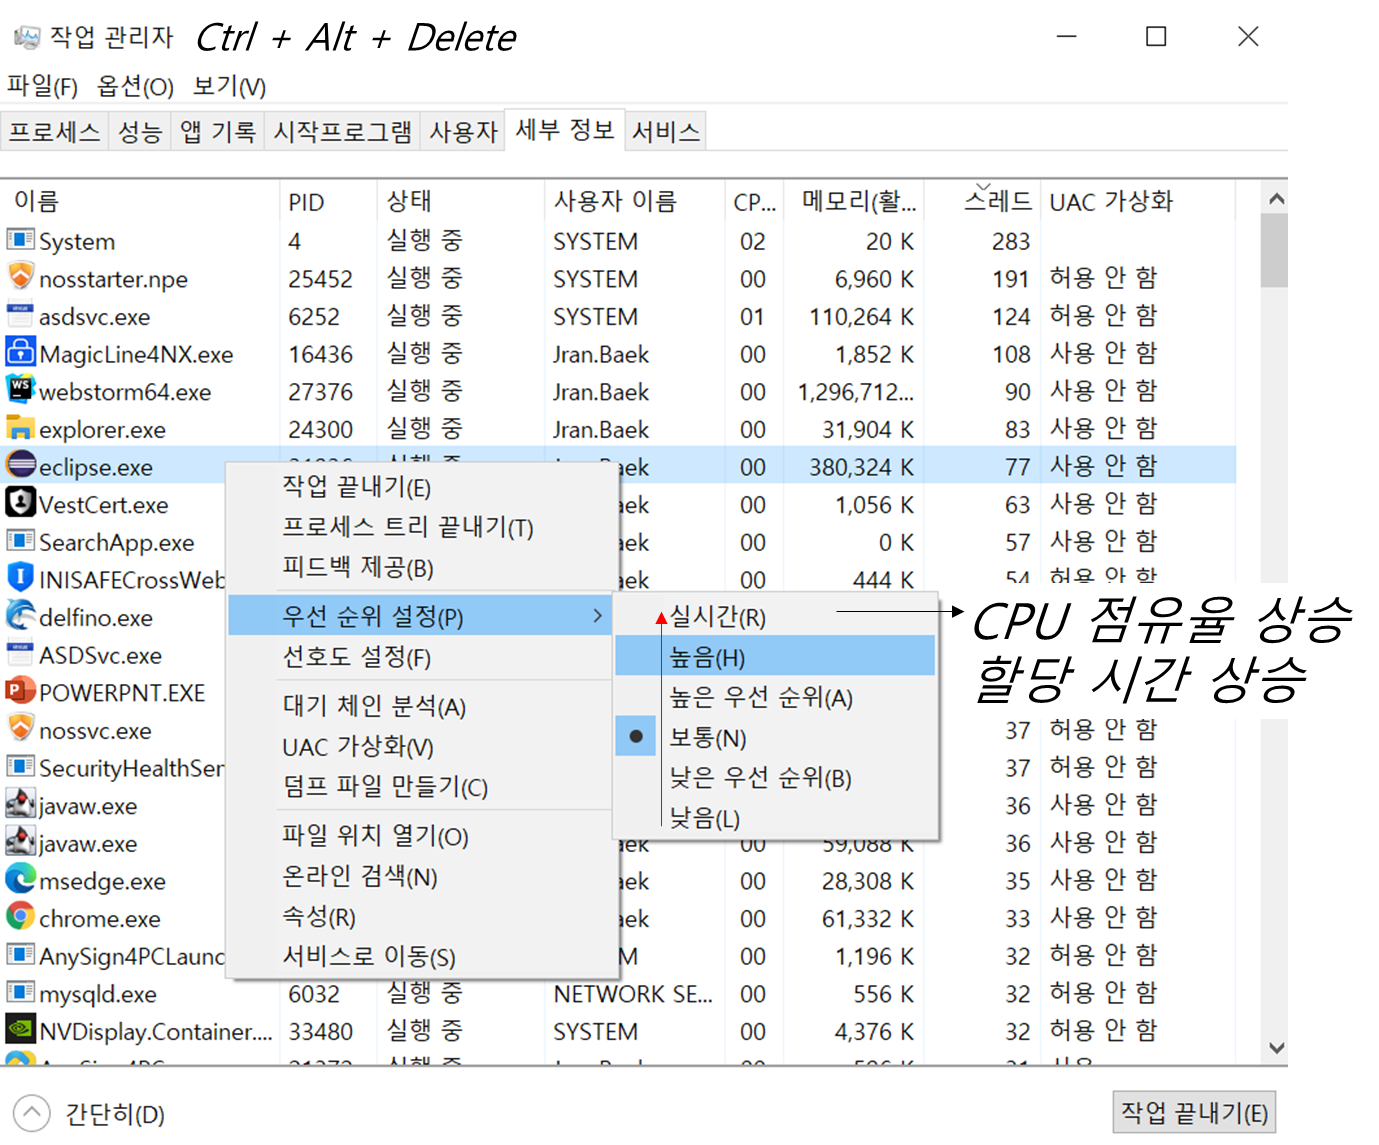 작업 관리자 Ctrl + Alt + Delete
파일(F) 옵션(O) 보기(V)
프로세스 성능 앱 기록 시작프로그램 사용자 세부 정보 서비스
이름 PID 상태 사용자 이름 CP... 메모리(활... 스레드 UAC 가상화
System 4 실행 중 SYSTEM 02 20 K 283
nosstarter.npe 25452 실행 중 SYSTEM 00 6,960 K 191 허용 안 함
asdsvc.exe 6252 실행 중 SYSTEM 01 110,264 K 124 허용 안 함
MagicLine4NX.exe 16436 실행 중 Jran.Baek 00 1,852 K 108 사용 안 함
webstorm64.exe 27376 실행 중 Jran.Baek 00 1,296,712... 90 사용 안 함
explorer.exe 24300 실행 중 Jran.Baek 00 31,904 K 83 사용 안 함
eclipse.exe aek 00 380,324 K 77 사용 안 함
VestCert.exe aek 00 1,056 K 63 사용 안 함
SearchApp.exe aek 00 0 K 57 사용 안 함
INISAFECrossWeb aek 00 444 K 54 허용 안 함
delfino.exe
ASDSvc.exe
POWERPNT.EXE
nossvc.exe 37 허용 안 함
SecurityHealthSer 37 허용 안 함
javaw.exe 36 사용 안 함
javaw.exe aek 00 59,088 K 36 사용 안 함
msedge.exe aek 00 28,308 K 35 사용 안 함
chrome.exe aek 00 61,332 K 33 사용 안 함
AnySign4PCLaunc M 00 1,196 K 32 허용 안 함
mysqld.exe 6032 실행 중 NETWORK SE... 00 556 K 32 허용 안 함
NVDisplay.Container.... 33480 실행 중 SYSTEM 00 4,376 K 32 허용 안 함
작업 끝내기(E)
프로세스 트리 끝내기(T)
피드백 제공(B)
우선 순위 설정(P)
선호도 설정(F)
대기 체인 분석(A)
UAC 가상화(V)
덤프 파일 만들기(C)
파일 위치 열기(O)
온라인 검색(N)
속성(R)
서비스로 이동(S)
실시간(R)
높음(H)
높은 우선 순위(A)
보통(N)
낮은 우선 순위(B)
낮음(L)
CPU 점유율 상승
할당 시간 상승
간단히(D) 작업 끝내기(E)